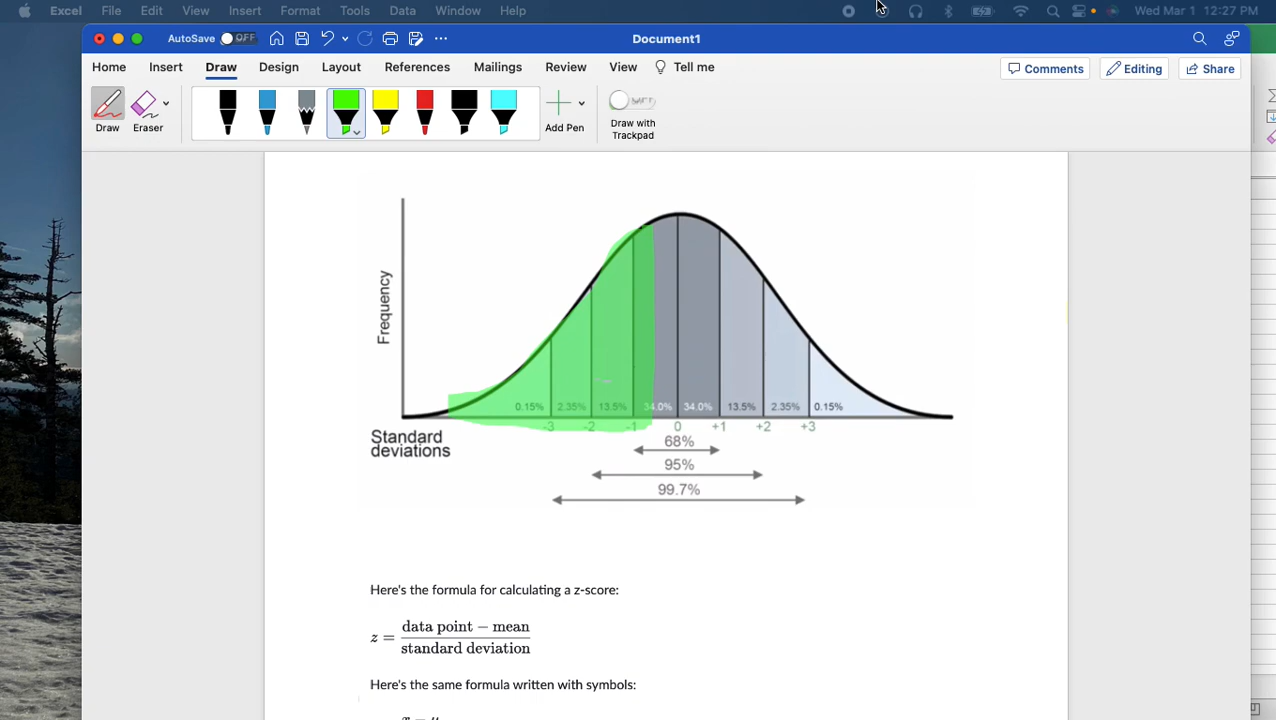 Excel File Edit View Insert Format Tools Data Window Help Wed Mar 1 12:27 PM
AutoSave OFF Document1
Home Insert Draw Design Layout References Mailings Review View Tell me Comments Editing Share
Draw Eraser Add Pen Draw with
Trackpad
Frequency
0.15% 2.35% 13.5% 34.0% 34.0% 13.5% 2.35% 0.15%
-3 -2 -1 0 +1 +2 +3
Standard
deviations
68%
95%
99.7%
Here's the formula for calculating a z-score:
z = data point − mean
standard deviation
Here's the same formula written with symbols: